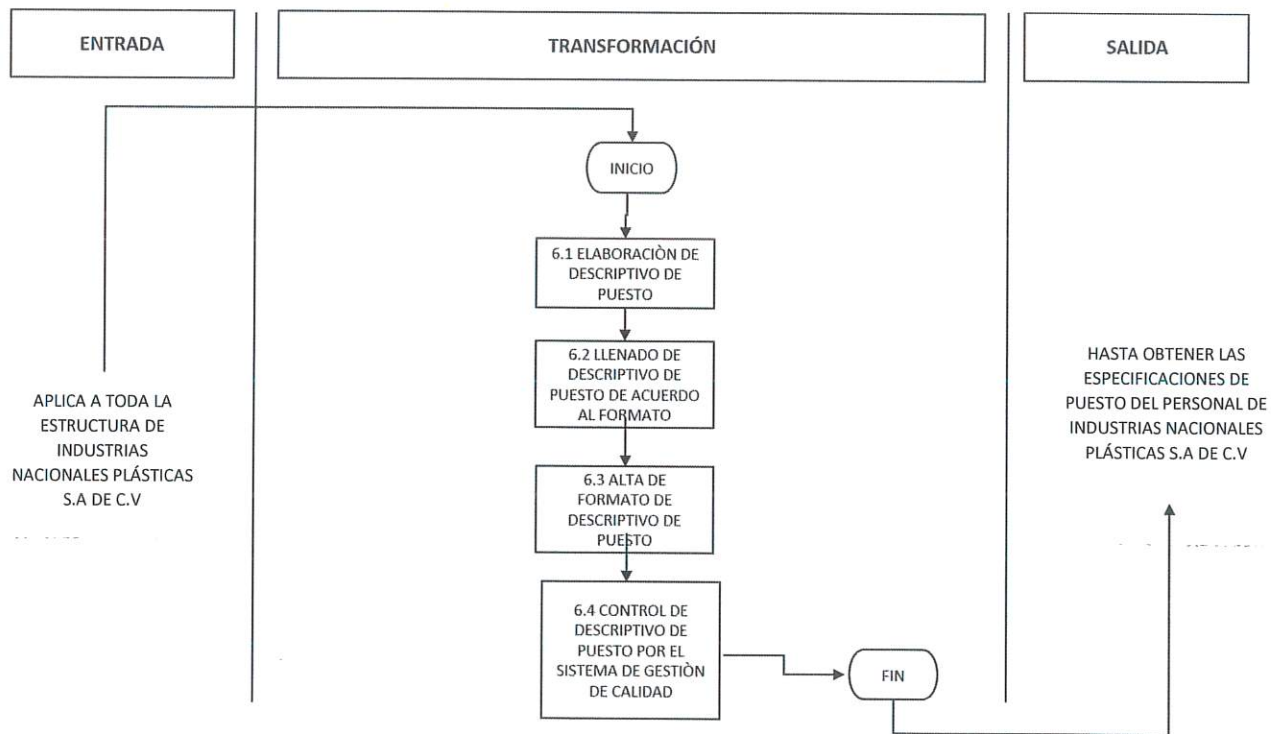 ENTRADA
TRANSFORMACIÓN
SALIDA
INICIO
6.1 ELABORACIÒN DE
DESCRIPTIVO DE
PUESTO
6.2 LLENADO DE
DESCRIPTIVO DE
PUESTO DE ACUERDO
AL FORMATO
6.3 ALTA DE
FORMATO DE
DESCRIPTIVO DE
PUESTO
6.4 CONTROL DE
DESCRIPTIVO DE
PUESTO POR EL
SISTEMA DE GESTIÒN
DE CALIDAD
FIN
APLICA A TODA LA
ESTRUCTURA DE
INDUSTRIAS
NACIONALES PLÁSTICAS
S.A DE C.V
HASTA OBTENER LAS
ESPECIFICACIONES DE
PUESTO DEL PERSONAL DE
INDUSTRIAS NACIONALES
PLÁSTICAS S.A DE C.V